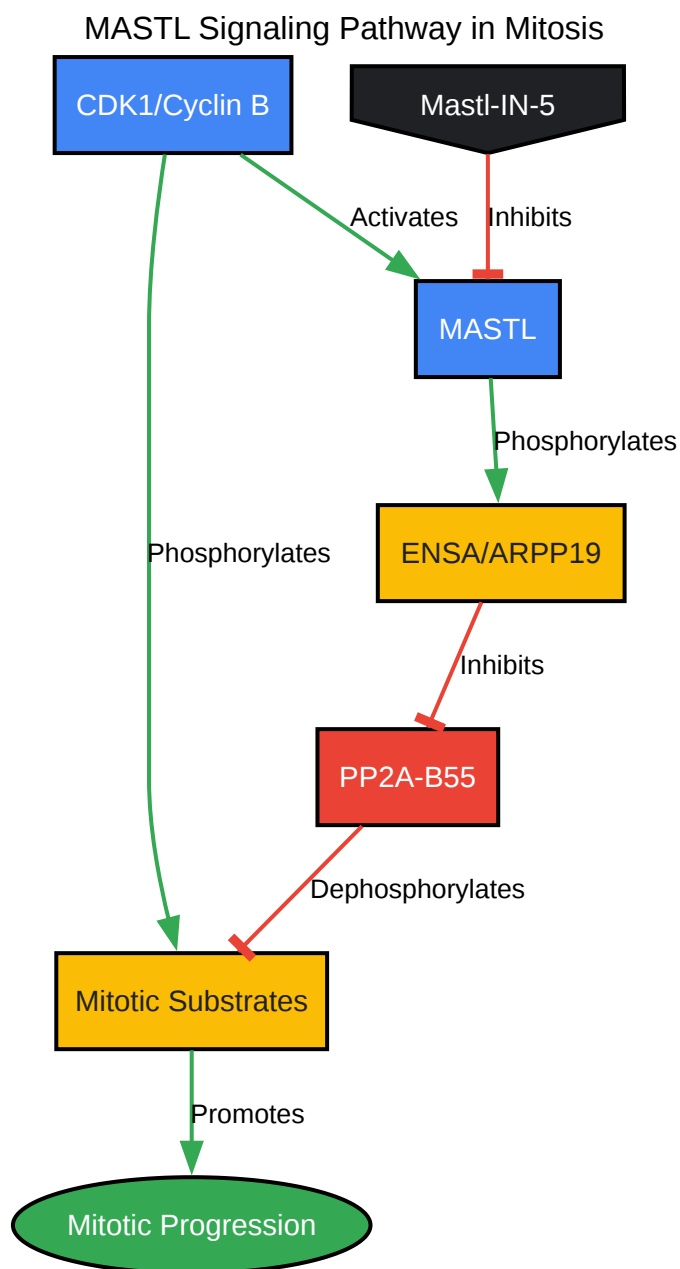 MASTL Signaling Pathway in Mitosis
CDK1/Cyclin B
Mastl-IN-5
Activates
Inhibits
MASTL
Phosphorylates
ENSA/ARPP19
Phosphorylates
Inhibits
PP2A-B55
Dephosphorylates
Mitotic Substrates
Promotes
Mitotic Progression